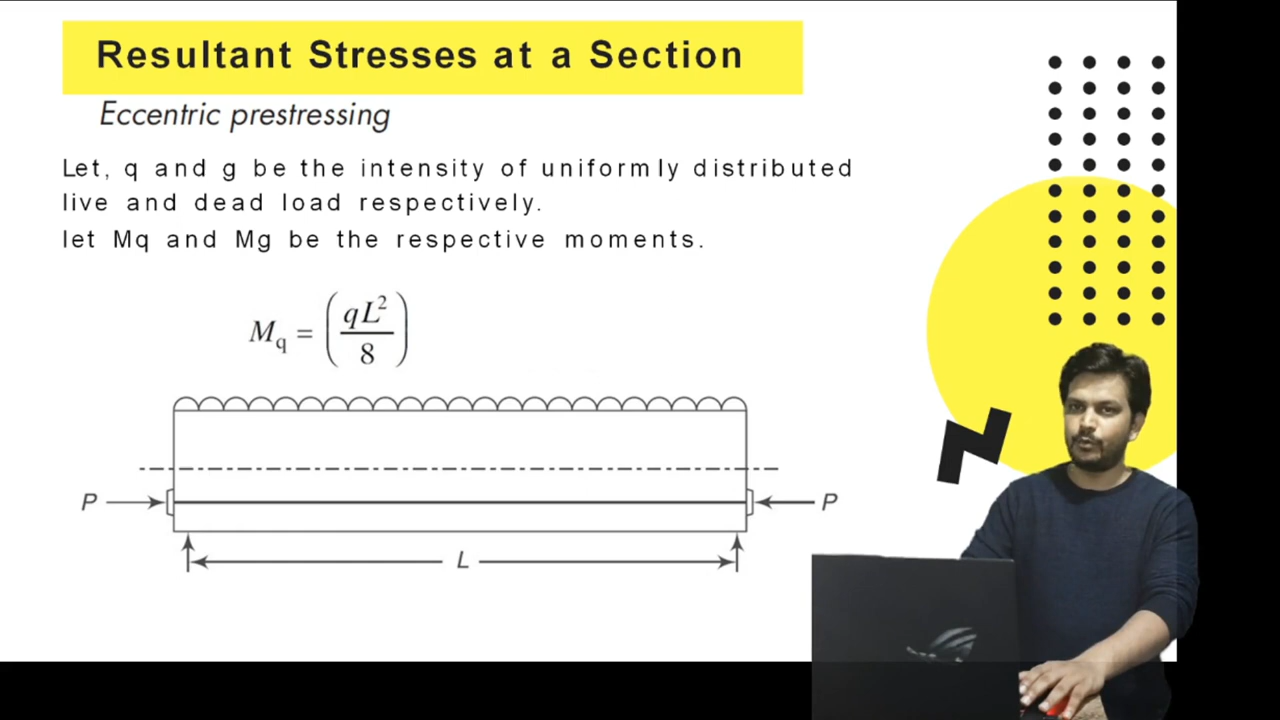 Resultant Stresses at a Section
Eccentric prestressing
Let, q and g be the intensity of uniformly distributed
live and dead load respectively.
let Mq and Mg be the respective moments.
M_q = (qL²/8)
P
P
L